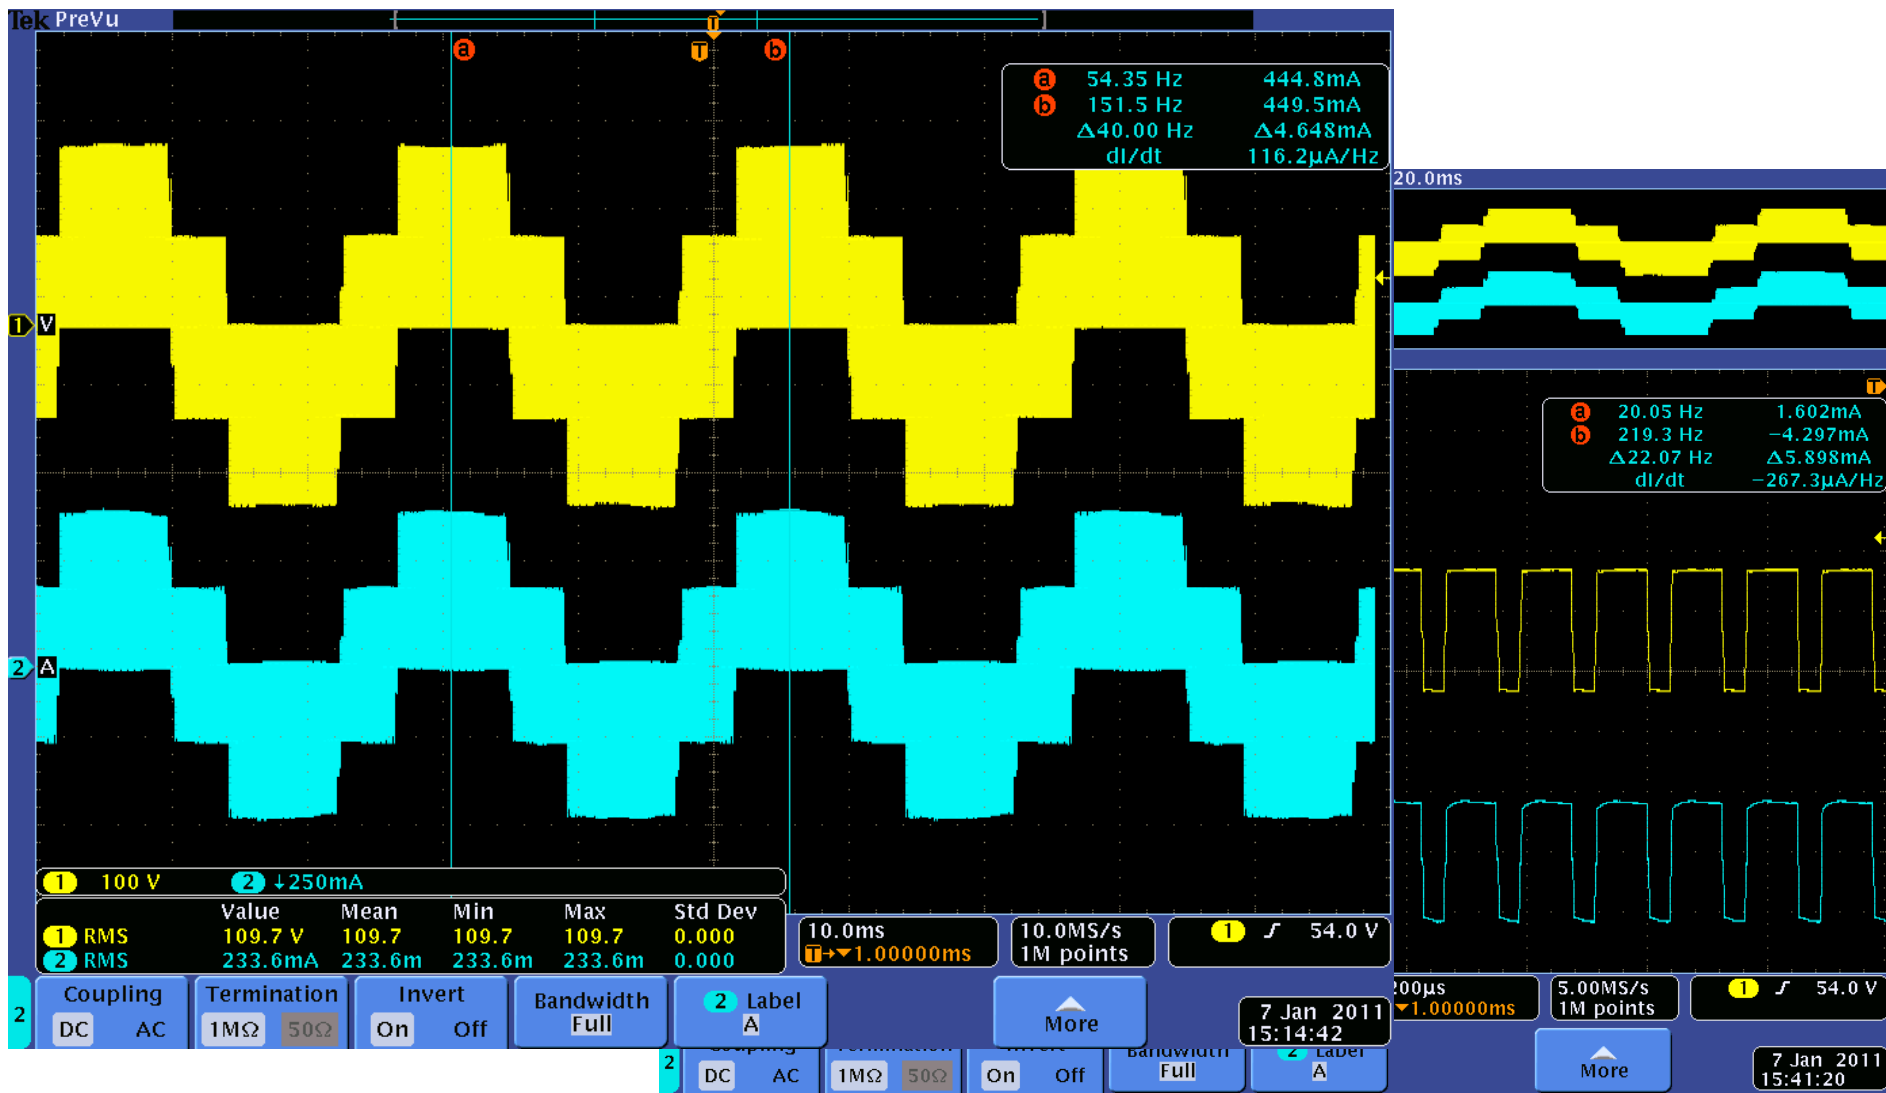 Tek PreVu
T
a T b
a 54.35 Hz 444.8mA
b 151.5 Hz 449.5mA
Δ40.00 Hz Δ4.648mA
dI/dt 116.2µA/Hz
1 V
2 A
1 100 V 2 ↓250mA
Value Mean Min Max Std Dev
1 RMS 109.7 V 109.7 109.7 109.7 0.000
2 RMS 233.6mA 233.6m 233.6m 233.6m 0.000
10.0ms
T→▼1.00000ms
10.0MS/s
1M points
1 ƒ 54.0 V
2
Coupling
DC AC
Termination
1MΩ 50Ω
Invert
On Off
Bandwidth
Full
2 Label
A
More
7 Jan 2011
15:14:42
20.0ms
T
a 20.05 Hz 1.602mA
b 219.3 Hz −4.297mA
Δ22.07 Hz Δ5.898mA
dI/dt −267.3µA/Hz
00µs
▼1.00000ms
5.00MS/s
1M points
1 ƒ 54.0 V
2
Coupling
DC AC
Termination
1MΩ 50Ω
Invert
On Off
Bandwidth
Full
2 Label
A
More
7 Jan 2011
15:41:20